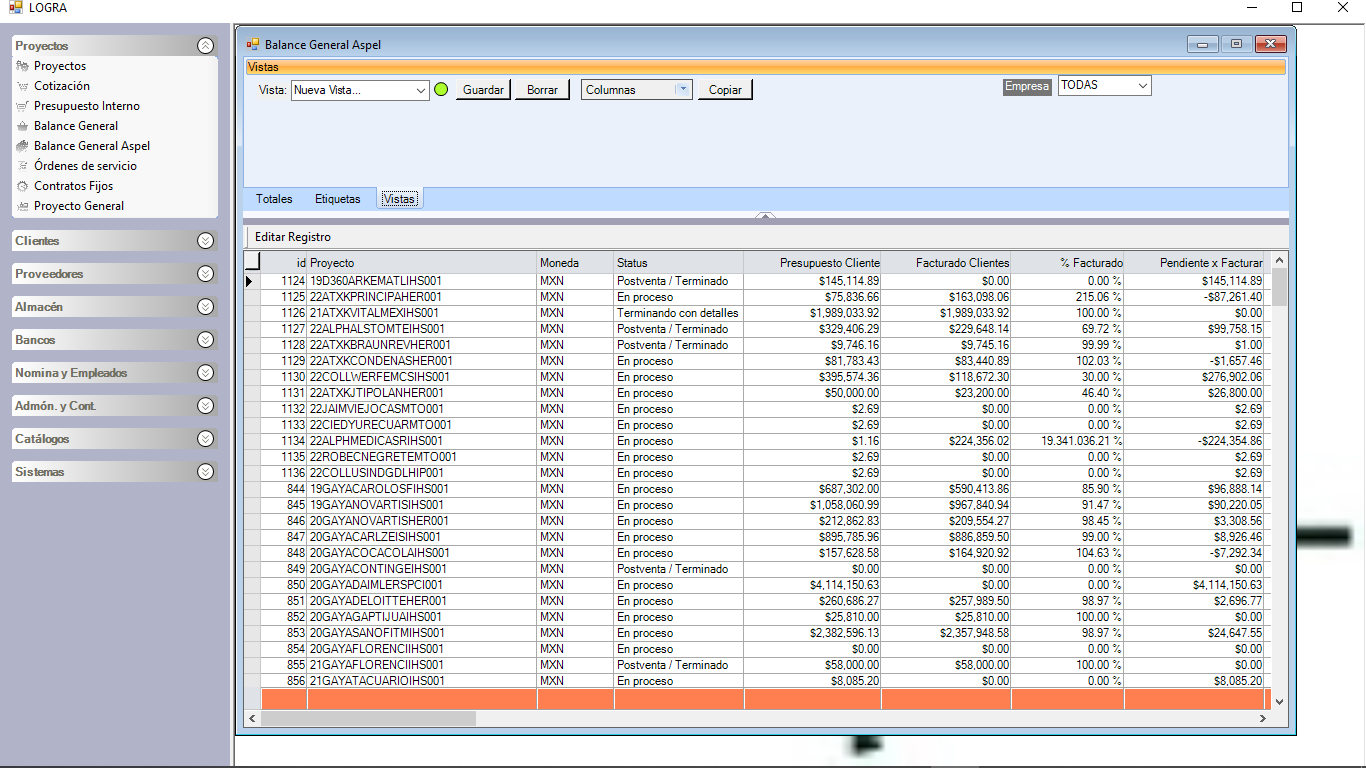 LOGRA
Proyectos
Proyectos
Cotización
Presupuesto Interno
Balance General
Balance General Aspel
Órdenes de servicio
Contratos Fijos
Proyecto General
Clientes
Proveedores
Almacén
Bancos
Nomina y Empleados
Admón. y Cont.
Catálogos
Sistemas
Balance General Aspel
Vistas
Vista: Nueva Vista... Guardar Borrar Columnas Copiar Empresa TODAS
Totales Etiquetas Vistas
Editar Registro
id Proyecto Moneda Status Presupuesto Cliente Facturado Clientes % Facturado Pendiente x Facturar
1124 19D360ARKEMATLIHS001 MXN Postventa / Terminado $145,114.89 $0.00 0.00 % $145,114.89
1125 22ATXKPRINCIPAHER001 MXN En proceso $75,836.66 $163,098.06 215.06 % -$87,261.40
1126 21ATXKVITALMEXIHS001 MXN Terminando con detalles $1,989,033.92 $1,989,033.92 100.00 % $0.00
1127 22ALPHALSTOMTEIHS001 MXN Postventa / Terminado $329,406.29 $229,648.14 69.72 % $99,758.15
1128 22ATXKBRAUNREVHER001 MXN Postventa / Terminado $9,746.16 $9,745.16 99.99 % $1.00
1129 22ATXKCONDENASHER001 MXN En proceso $81,783.43 $83,440.89 102.03 % -$1,657.46
1130 22COLLWERFEMCSIHS001 MXN En proceso $395,574.36 $118,672.30 30.00 % $276,902.06
1131 22ATXKJTIPOLANHER001 MXN En proceso $50,000.00 $23,200.00 46.40 % $26,800.00
1132 22JAIMVIEJOCASMTO001 MXN En proceso $2.69 $0.00 0.00 % $2.69
1133 22CIEDYURECUARMTO001 MXN En proceso $2.69 $0.00 0.00 % $2.69
1134 22ALPHMEDICASRIHS001 MXN En proceso $1.16 $224,356.02 19.341.036.21 % -$224,354.86
1135 22ROBECNEGRETEMTO001 MXN En proceso $2.69 $0.00 0.00 % $2.69
1136 22COLLUSINDGDLHIP001 MXN En proceso $2.69 $0.00 0.00 % $2.69
844 19GAYACAROLOSFIHS001 MXN En proceso $687,302.00 $590,413.86 85.90 % $96,888.14
845 19GAYANOVARTISIHS001 MXN En proceso $1,058,060.99 $967,840.94 91.47 % $90,220.05
846 20GAYANOVARTISHER001 MXN En proceso $212,862.83 $209,554.27 98.45 % $3,308.56
847 20GAYACARLZEISIHS001 MXN En proceso $895,785.96 $886,859.50 99.00 % $8,926.46
848 20GAYACOCACOLAIHS001 MXN En proceso $157,628.58 $164,920.92 104.63 % -$7,292.34
849 20GAYACONTINGEIHS001 MXN Postventa / Terminado $0.00 $0.00 0.00 % $0.00
850 20GAYADAIMLERSPCI001 MXN En proceso $4,114,150.63 $0.00 0.00 % $4,114,150.63
851 20GAYADELOITTEHER001 MXN En proceso $260,686.27 $257,989.50 98.97 % $2,696.77
852 20GAYAGAPTIJUAIHS001 MXN En proceso $25,810.00 $25,810.00 100.00 % $0.00
853 20GAYASANOFITMIHS001 MXN En proceso $2,382,596.13 $2,357,948.58 98.97 % $24,647.55
854 20GAYAFLORENCIIHS001 MXN En proceso $0.00 $0.00 0.00 % $0.00
855 21GAYAFLORENCIIHS001 MXN Postventa / Terminado $58,000.00 $58,000.00 100.00 % $0.00
856 21GAYATACUARIOIHS001 MXN En proceso $8,085.20 $0.00 0.00 % $8,085.20